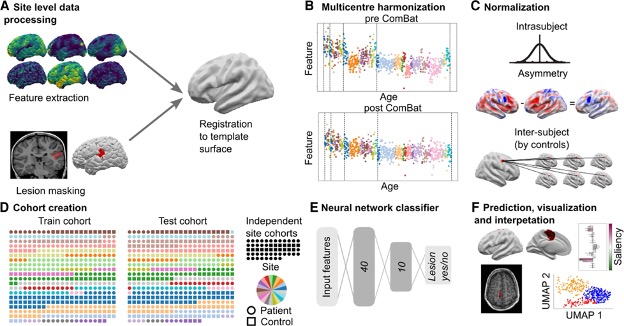 A Site level data
processing
Feature extraction
Lesion masking
Registration
to template
surface
B Multicentre harmonization
pre ComBat
Feature
Age
post ComBat
Feature
Age
C Normalization
Intrasubject
Asymmetry
- =
Inter-subject
(by controls)
D Cohort creation
Train cohort
Test cohort
Independent
site cohorts
Site
Patient
Control
E Neural network classifier
Input features
40
10
Lesion
yes/no
F Prediction, visualization
and interpetation
Saliency
UMAP 2
UMAP 1